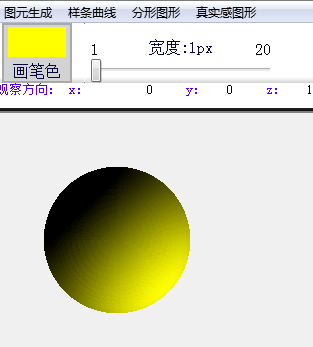 图元生成 样条曲线 分形图形 真实感图形
1 宽度:1px 20
画笔色
观察方向: x: 0 y: 0 z: 1